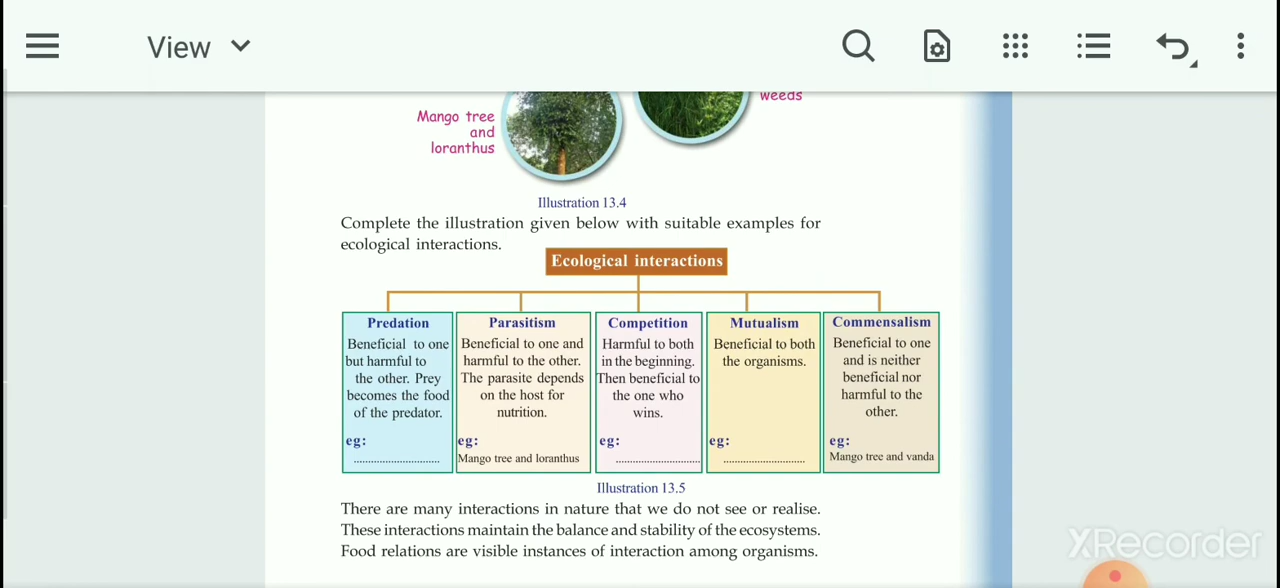 View
weeds
Mango tree
and
loranthus
Illustration 13.4
Complete the illustration given below with suitable examples for
ecological interactions.
Ecological interactions
Predation
Beneficial to one
but harmful to
the other. Prey
becomes the food
of the predator.
eg:
............................
Parasitism
Beneficial to one and
harmful to the other.
The parasite depends
on the host for
nutrition.
eg:
Mango tree and loranthus
Competition
Harmful to both
in the beginning.
Then beneficial to
the one who
wins.
eg:
............................
Mutualism
Beneficial to both
the organisms.
eg:
............................
Commensalism
Beneficial to one
and is neither
beneficial nor
harmful to the
other.
eg:
Mango tree and vanda
Illustration 13.5
There are many interactions in nature that we do not see or realise.
These interactions maintain the balance and stability of the ecosystems.
Food relations are visible instances of interaction among organisms.
XRecorder